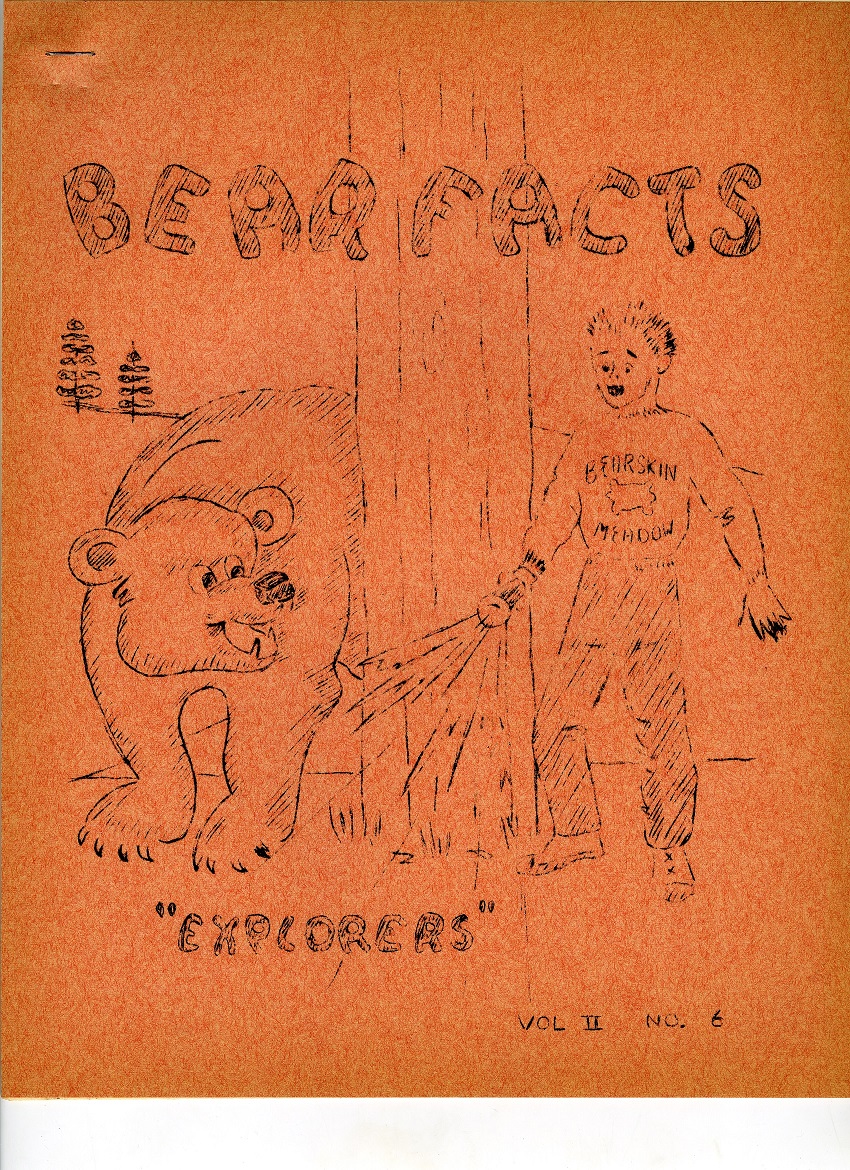 BEAR FACTS
BEARSKIN
MEADOW
"EXPLORERS"
VOL II NO. 6